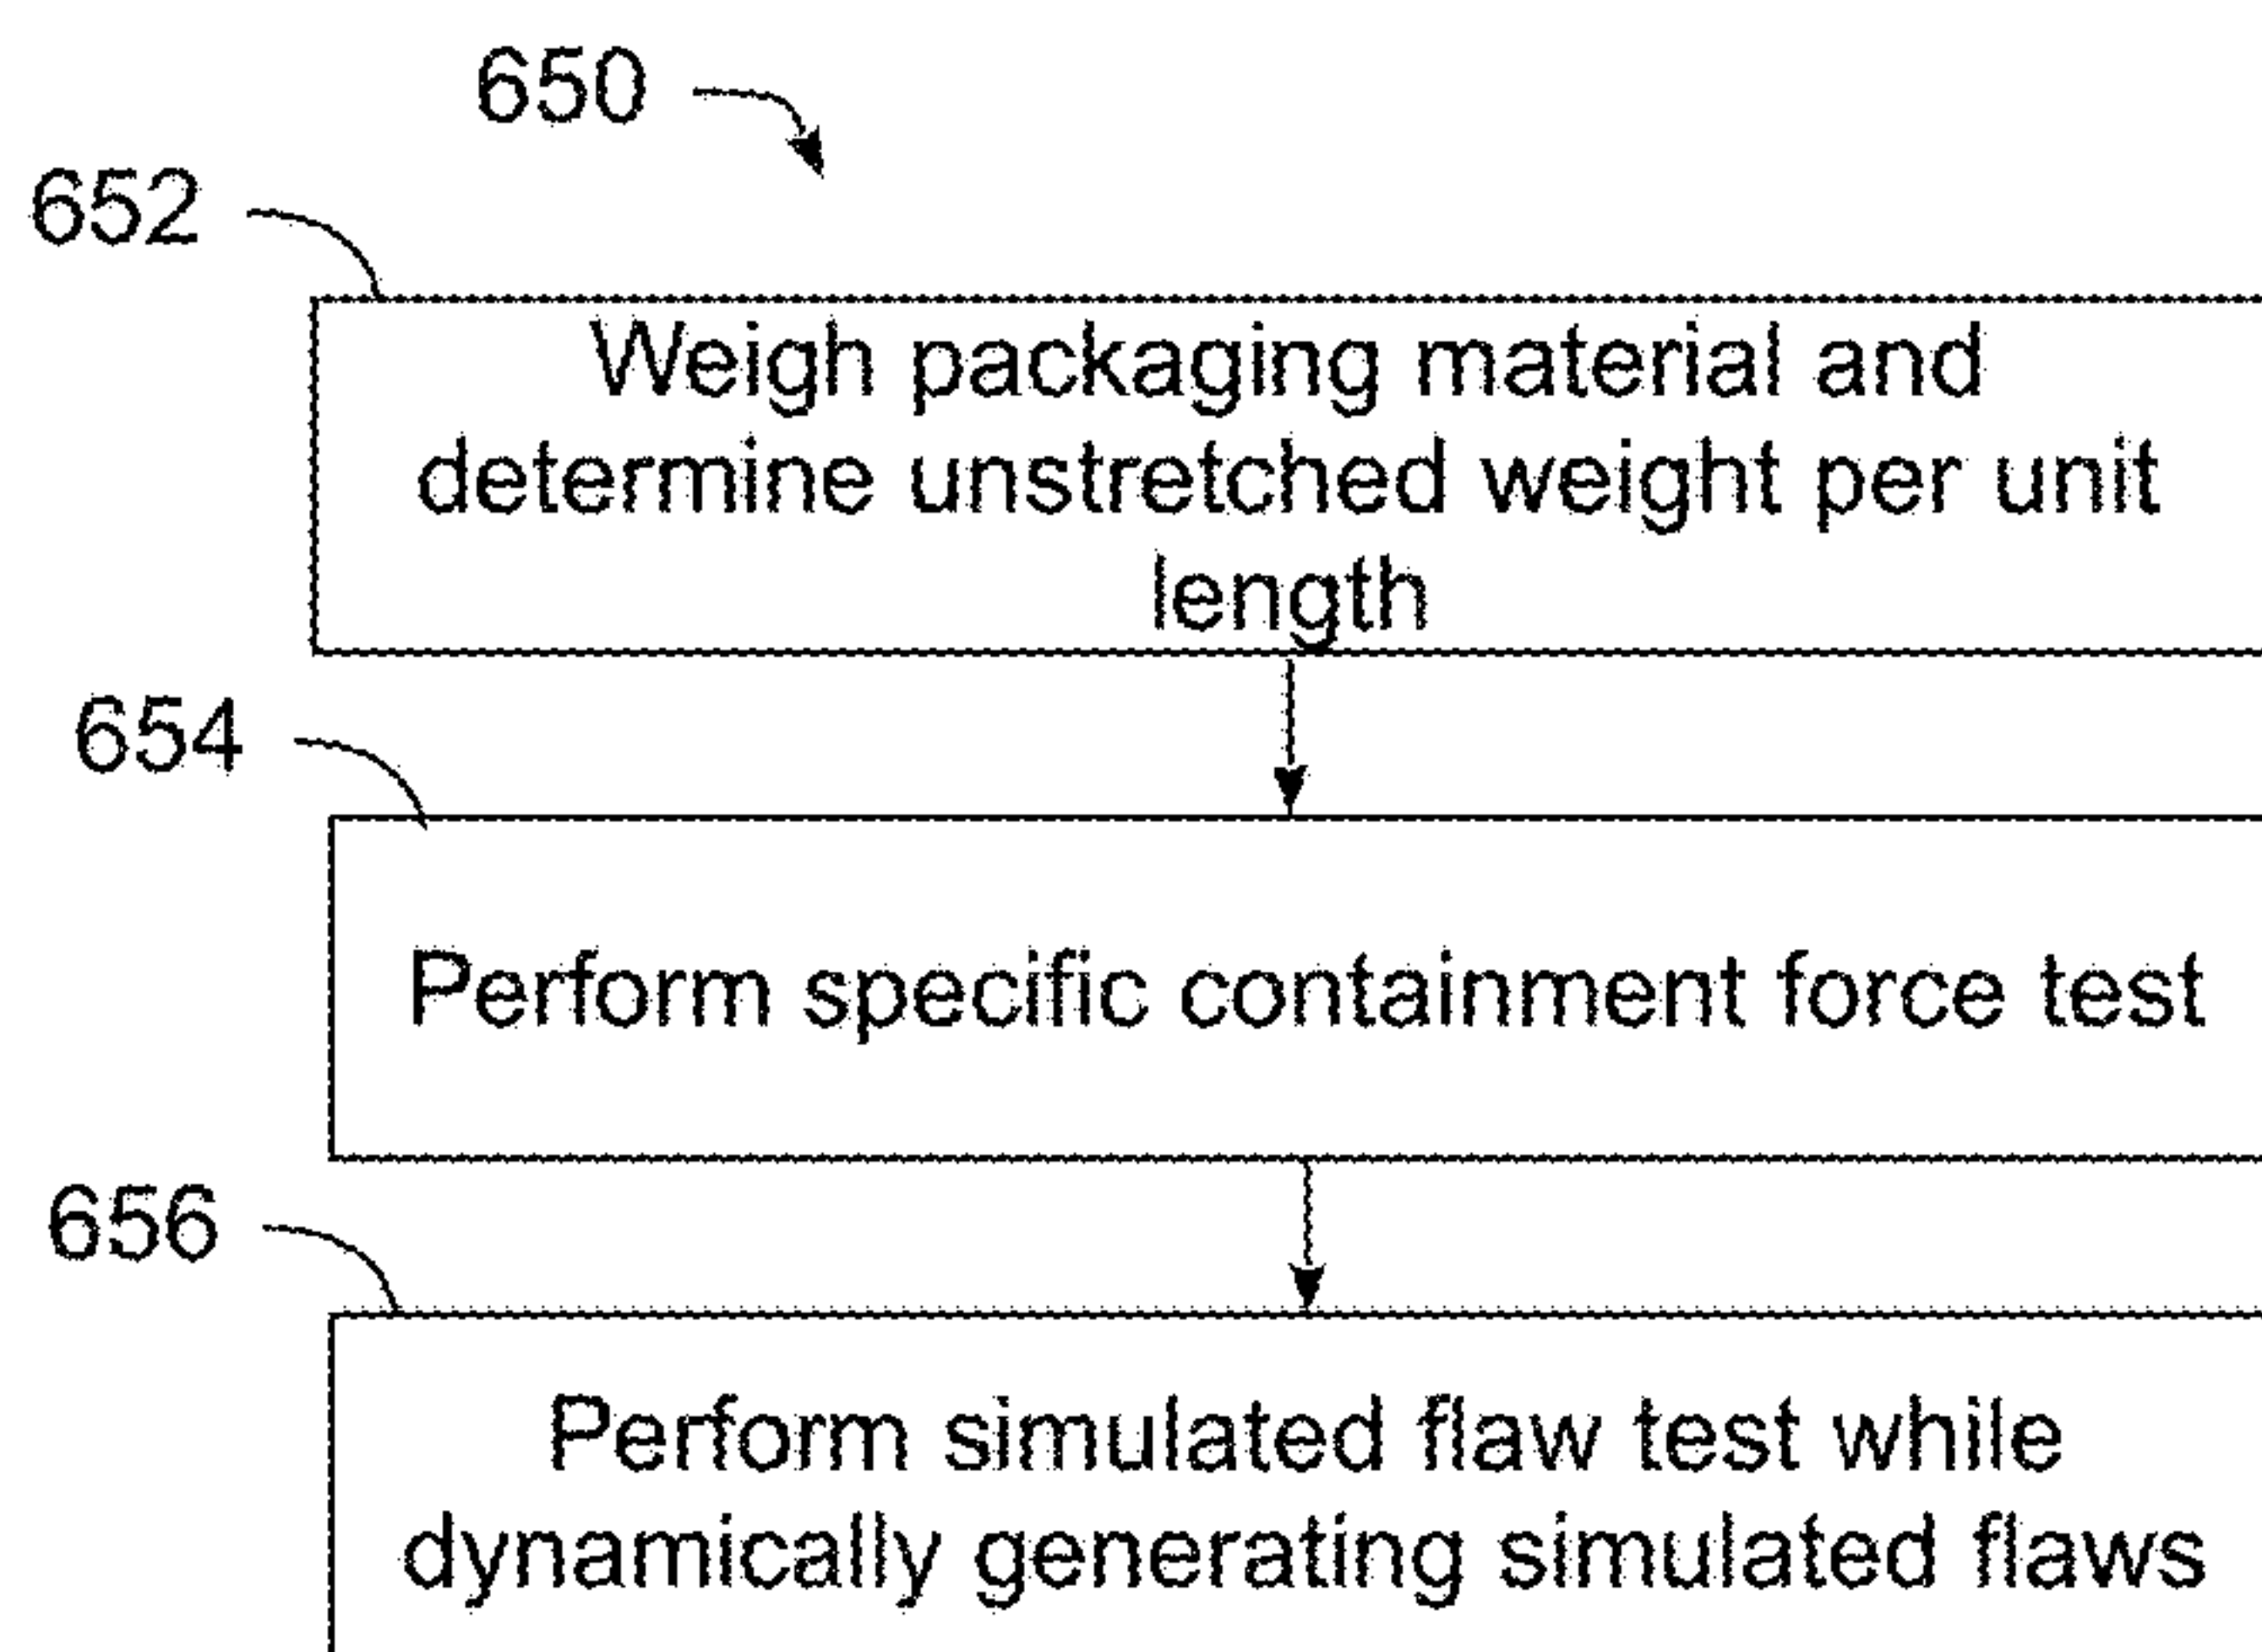 650
652
Weigh packaging material and
determine unstretched weight per unit
length
654
Perform specific containment force test
656
Perform simulated flaw test while
dynamically generating simulated flaws